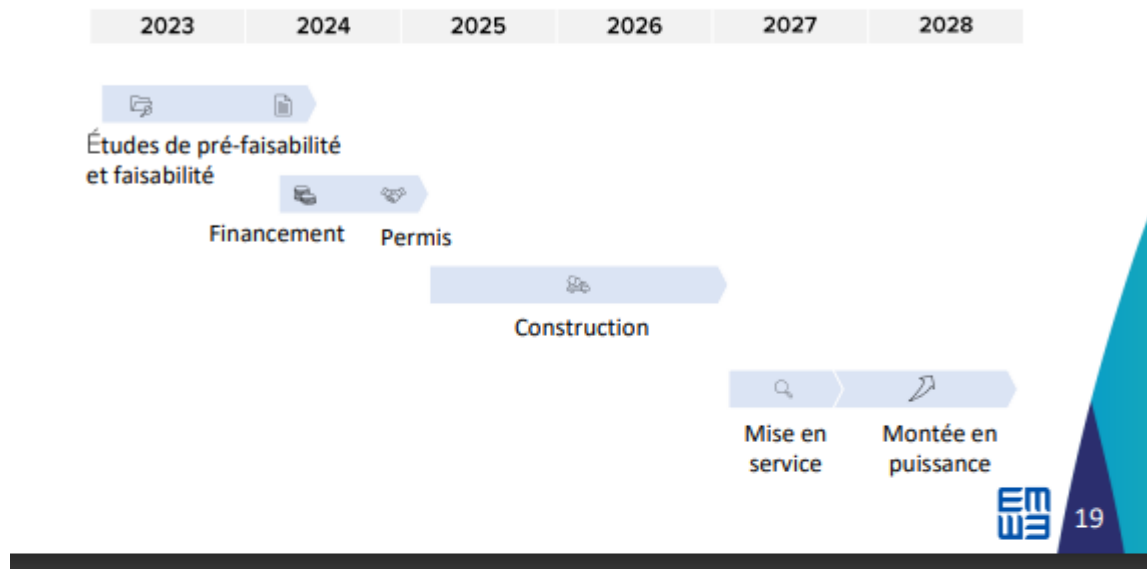 2023 2024 2025 2026 2027 2028
Études de pré-faisabilité
et faisabilité
Financement Permis
Construction
Mise en
service
Montée en
puissance
19